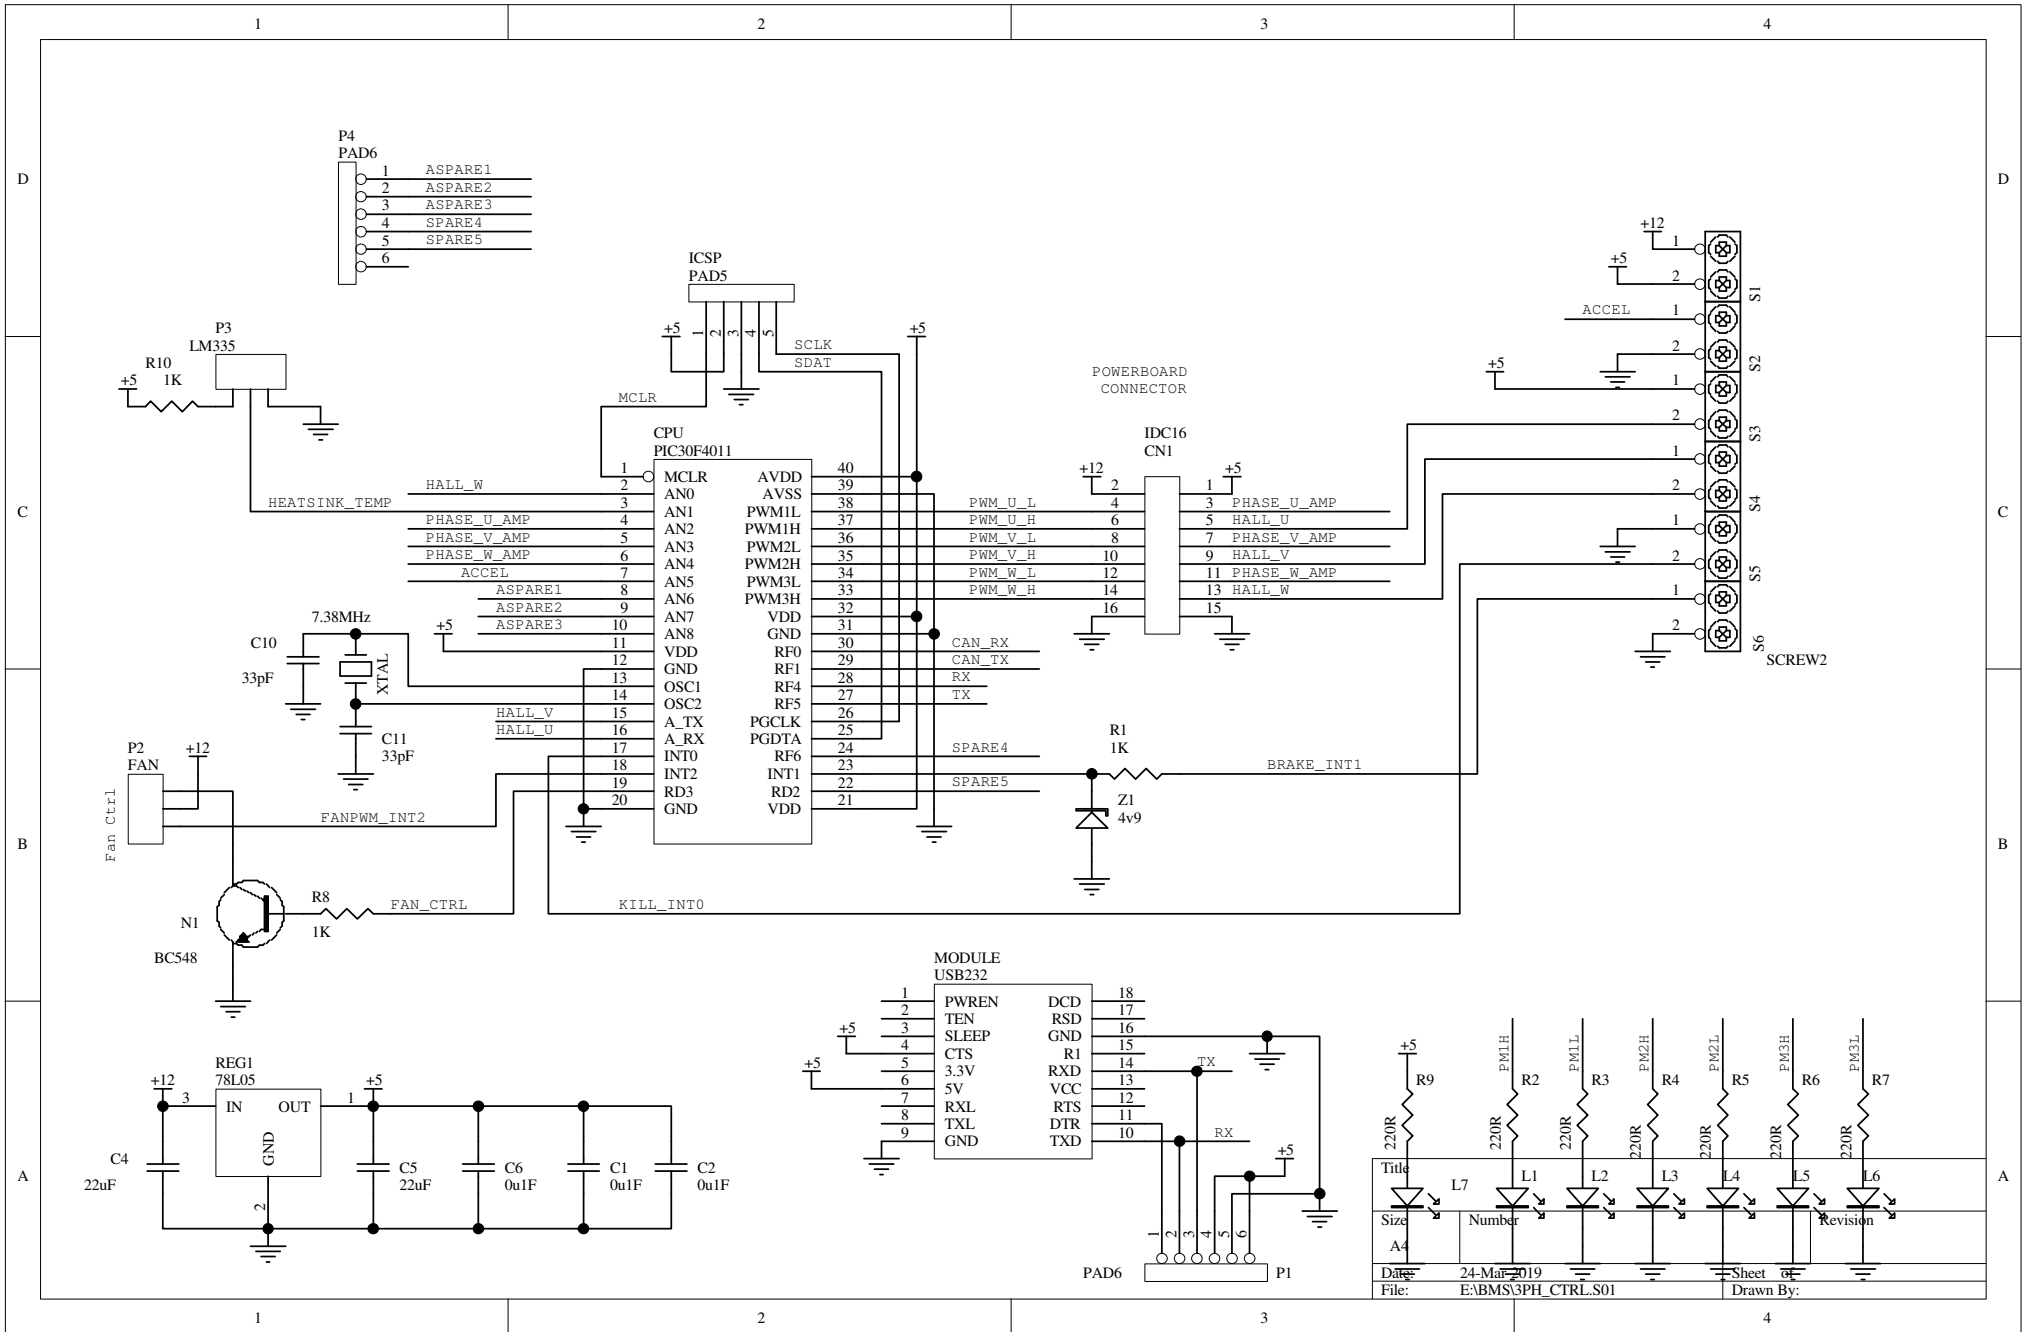 1 2 3 4
D D
C C
B B
A A
P4
PAD6
1 ASPARE1
2 ASPARE2
3 ASPARE3
4 SPARE4
5 SPARE5
6
ICSP
PAD5
+5
1 2 3 4 5
SCLK
SDAT
MCLR
+5
P3
LM335
R10
1K
+5
HEATSINK_TEMP
CPU
PIC30F4011
1 MCLR
HALL_W 2 AN0
3 AN1
PHASE_U_AMP 4 AN2
PHASE_V_AMP 5 AN3
PHASE_W_AMP 6 AN4
ACCEL 7 AN5
ASPARE1 8 AN6
ASPARE2 9 AN7
ASPARE3 10 AN8
+5 11 VDD
12 GND
13 OSC1
14 OSC2
HALL_V 15 A_TX
HALL_U 16 A_RX
17 INT0
18 INT2
19 RD3
20 GND
AVDD 40
AVSS 39
PWM1L 38 PWM_U_L
PWM1H 37 PWM_U_H
PWM2L 36 PWM_V_L
PWM2H 35 PWM_V_H
PWM3L 34 PWM_W_L
PWM3H 33 PWM_W_H
VDD 32
GND 31
RF0 30 CAN_RX
RF1 29 CAN_TX
RF4 28 RX
RF5 27 TX
PGCLK 26
PGDTA 25
RF6 24 SPARE4
INT1 23
RD2 22 SPARE5
VDD 21
7.38MHz
C10
33pF
XTAL
C11
33pF
P2
FAN
+12
Fan Ctrl
FANPWM_INT2
N1
BC548
R8
1K
FAN_CTRL
KILL_INT0
POWERBOARD
CONNECTOR
IDC16
CN1
+12 +5
2 1
4 3 PHASE_U_AMP
6 5 HALL_U
8 7 PHASE_V_AMP
10 9 HALL_V
12 11 PHASE_W_AMP
14 13 HALL_W
16 15
R1
1K
BRAKE_INT1
Z1
4v9
+12 1
+5 2
S1
ACCEL 1
2
S2
+5 1
2
S3
1
2
S4
1
2
S5
1
2
S6
SCREW2
REG1
78L05
+12 3 IN OUT 1 +5
GND
2
C4
22uF
C5
22uF
C6
0u1F
C1
0u1F
C2
0u1F
MODULE
USB232
1 PWREN
2 TEN
3 SLEEP
+5 4 CTS
5 3.3V
+5 6 5V
7 RXL
8 TXL
9 GND
DCD 18
RSD 17
GND 16
R1 15
RXD 14 TX
VCC 13
RTS 12
DTR 11
TXD 10 RX
+5
1 2 3 4 5 6
PAD6 P1
+5 PM1H PM1L PM2H PM2L PM3H PM3L
R9 R2 R3 R4 R5 R6 R7
220R 220R 220R 220R 220R 220R 220R
L7 L1 L2 L3 L4 L5 L6
Title
Size Number Revision
A4
Date: 24-Mar-2019 Sheet of
File: E:\BMS\3PH_CTRL.S01 Drawn By:
1 2 3 4